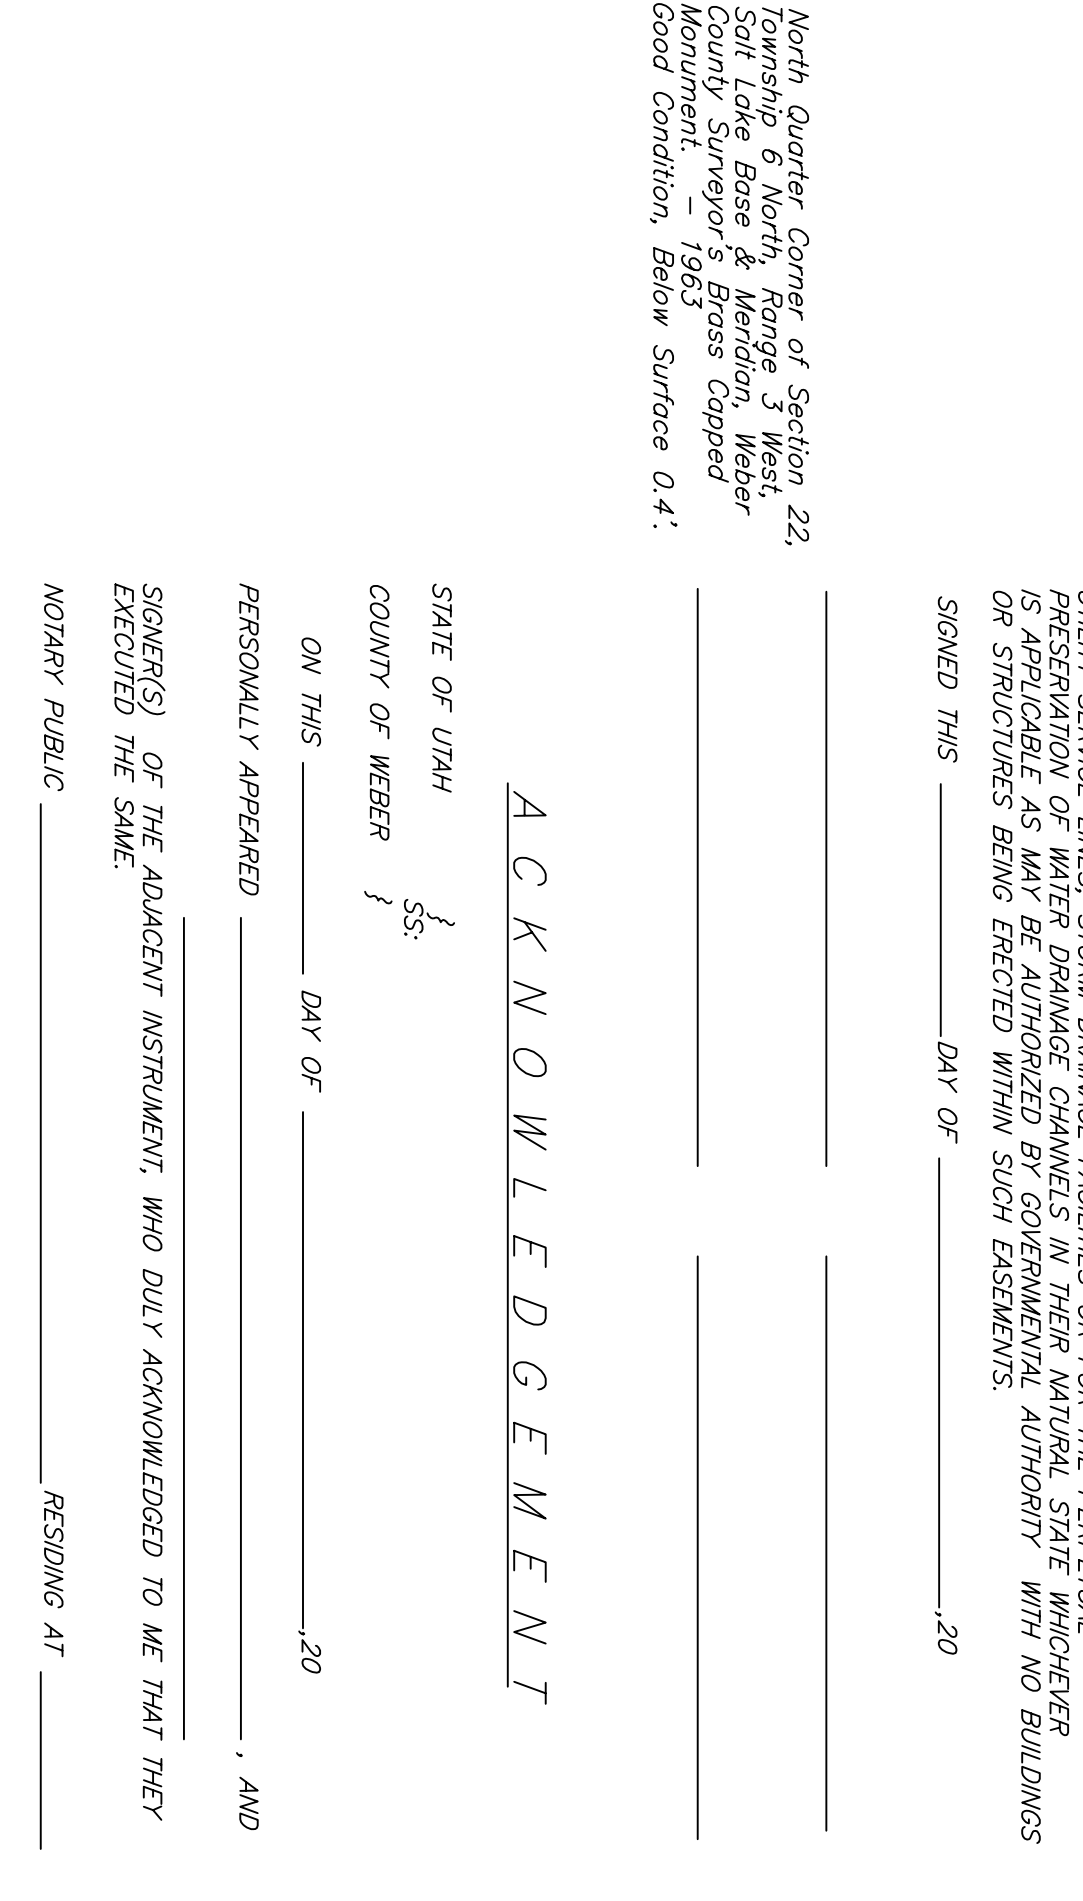 PRESERVATION OF WATER DRAINAGE CHANNELS IN THEIR NATURAL STATE WHICHEVER
IS APPLICABLE AS MAY BE AUTHORIZED BY GOVERNMENTAL AUTHORITY WITH NO BUILDINGS
OR STRUCTURES BEING ERECTED WITHIN SUCH EASEMENTS.
SIGNED THIS DAY OF ,20
North Quarter Corner of Section 22,
Township 6 North, Range 3 West,
Salt Lake Base & Meridian, Weber
County Surveyor's Brass Capped
Monument. - 1963
Good Condition, Below Surface 0.4'.
A C K N O W L E D G E M E N T
STATE OF UTAH }
SS:
COUNTY OF WEBER }
ON THIS DAY OF ,20
PERSONALLY APPEARED , AND
SIGNER(S) OF THE ADJACENT INSTRUMENT, WHO DULY ACKNOWLEDGED TO ME THAT THEY
EXECUTED THE SAME.
NOTARY PUBLIC RESIDING AT